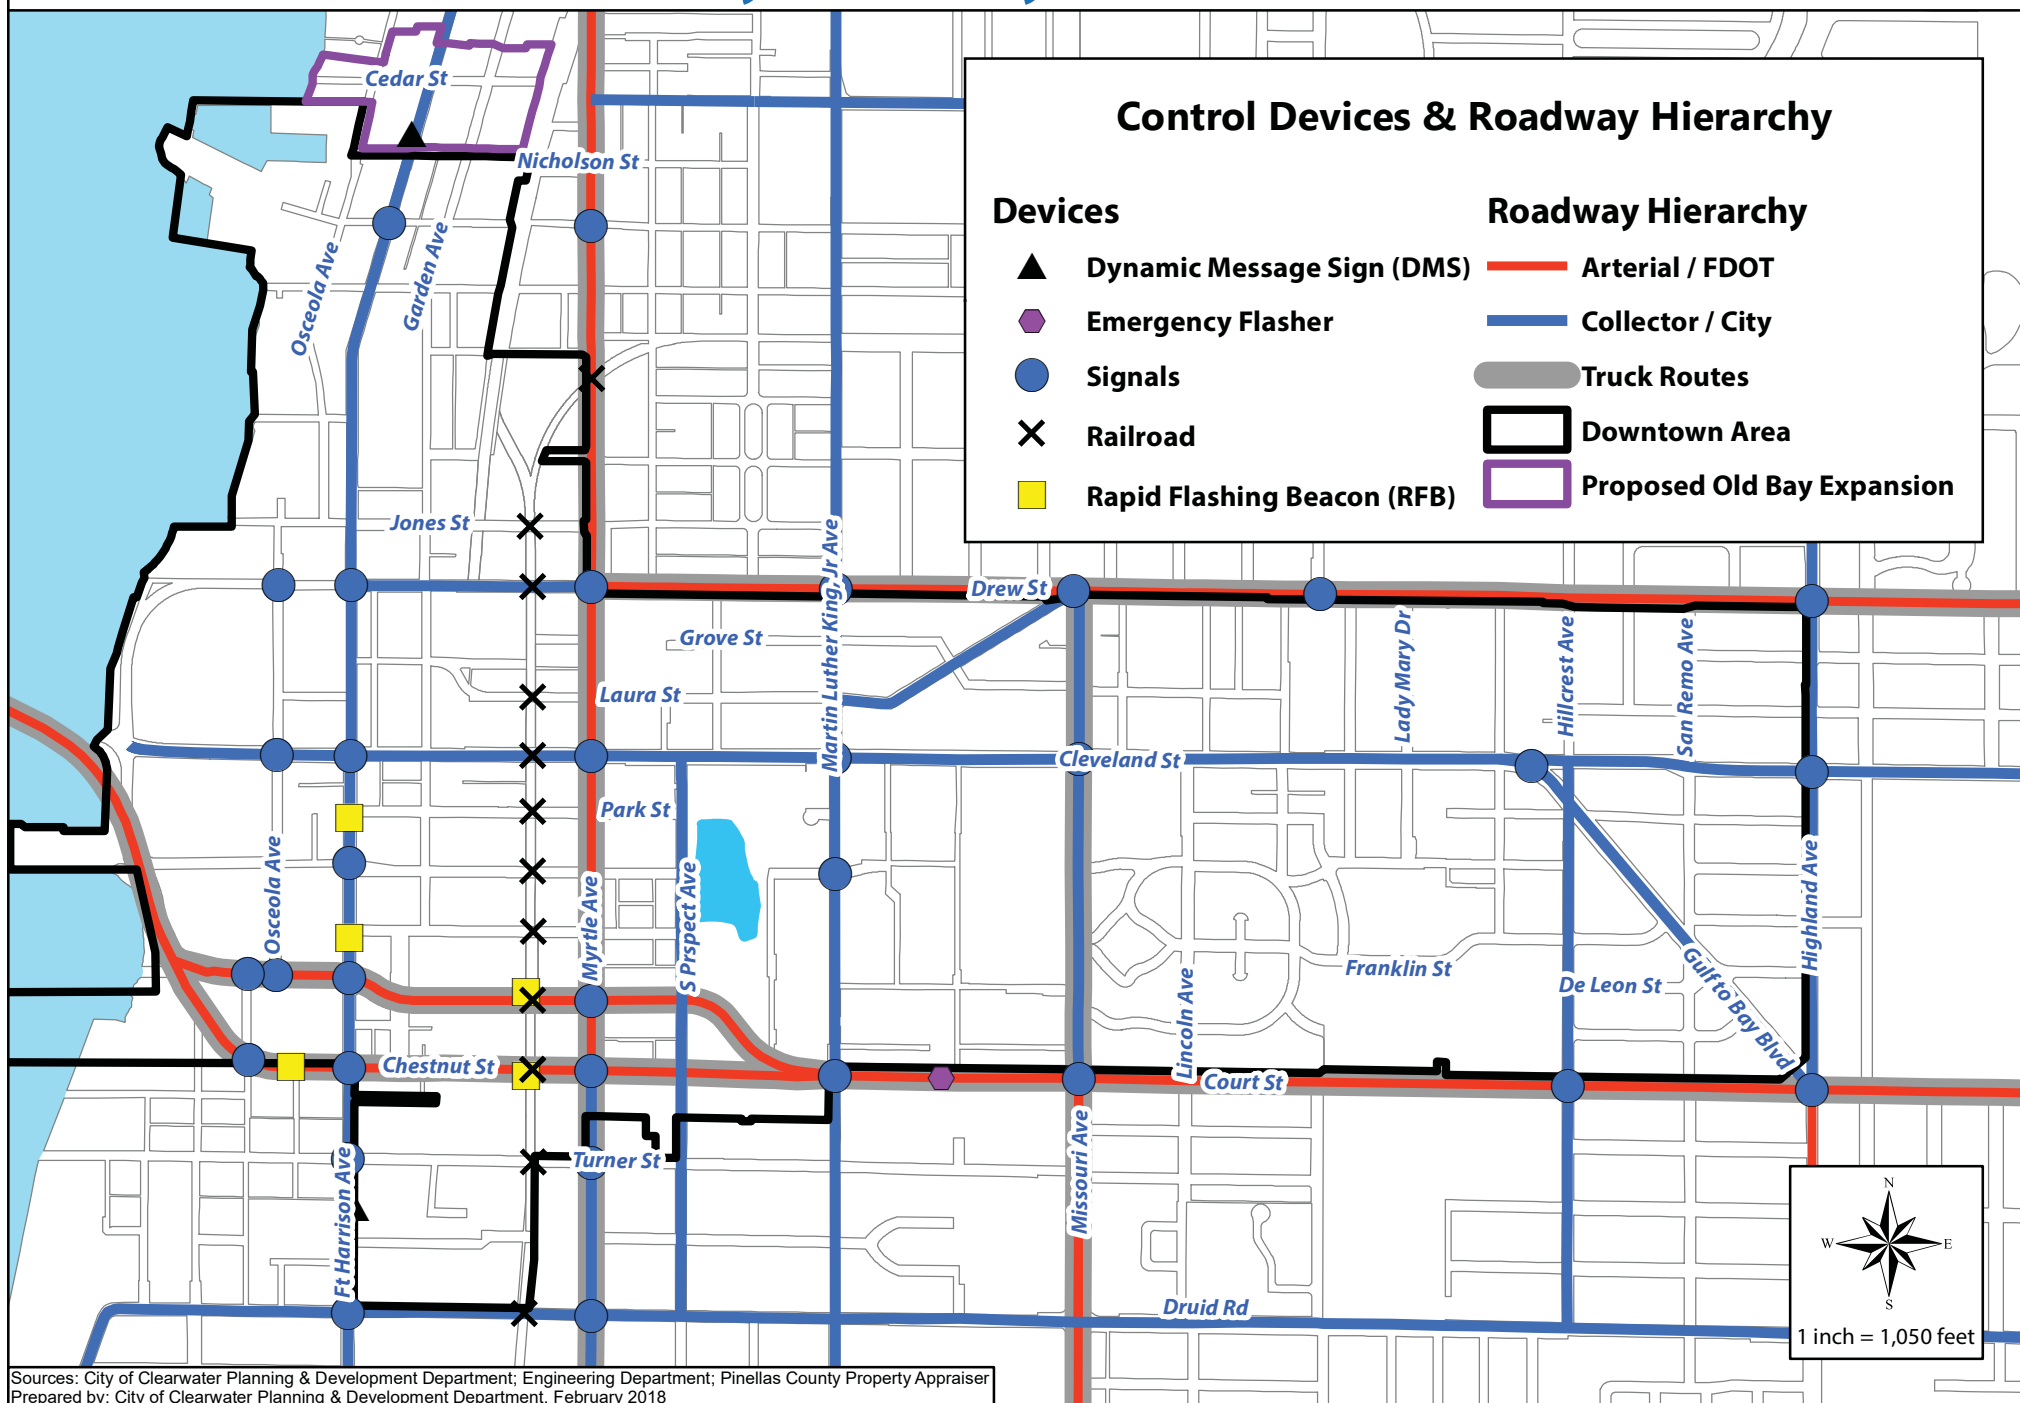 Control Devices & Roadway Hierarchy
Devices
Dynamic Message Sign (DMS)
Emergency Flasher
Signals
Railroad
Rapid Flashing Beacon (RFB)
Roadway Hierarchy
Arterial / FDOT
Collector / City
Truck Routes
Downtown Area
Proposed Old Bay Expansion
Cedar St
Nicholson St
Osceola Ave
Garden Ave
Jones St
Drew St
Martin Luther King, Jr Ave
Grove St
Laura St
Lady Mary Dr
Hillcrest Ave
San Remo Ave
Cleveland St
Park St
Osceola Ave
Myrtle Ave
S Prspect Ave
Highland Ave
Franklin St
De Leon St
Gulf to Bay Blvd
Lincoln Ave
Chestnut St
Court St
Missouri Ave
Turner St
Ft Harrison Ave
Druid Rd
N
W
E
S
1 inch = 1,050 feet
Sources: City of Clearwater Planning & Development Department; Engineering Department; Pinellas County Property Appraiser
Prepared by: City of Clearwater Planning & Development Department, February 2018